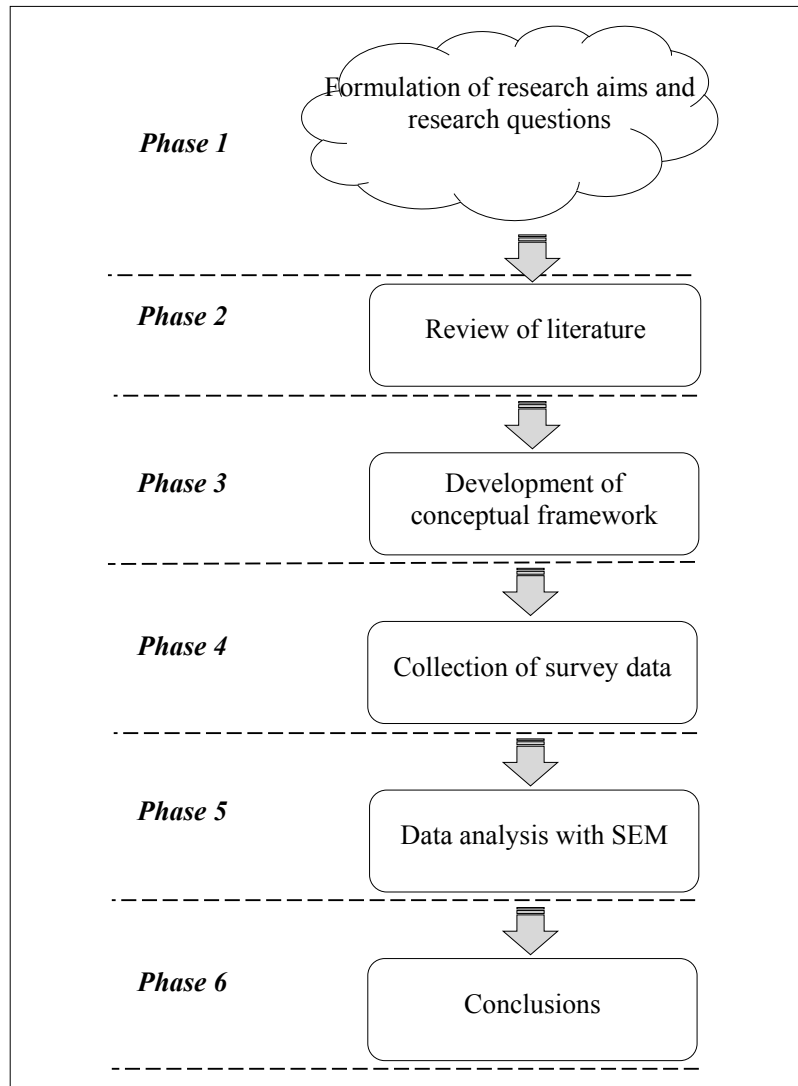 Formulation of research aims and
research questions
Phase 1
Phase 2
Review of literature
Phase 3
Development of
conceptual framework
Phase 4
Collection of survey data
Phase 5
Data analysis with SEM
Phase 6
Conclusions